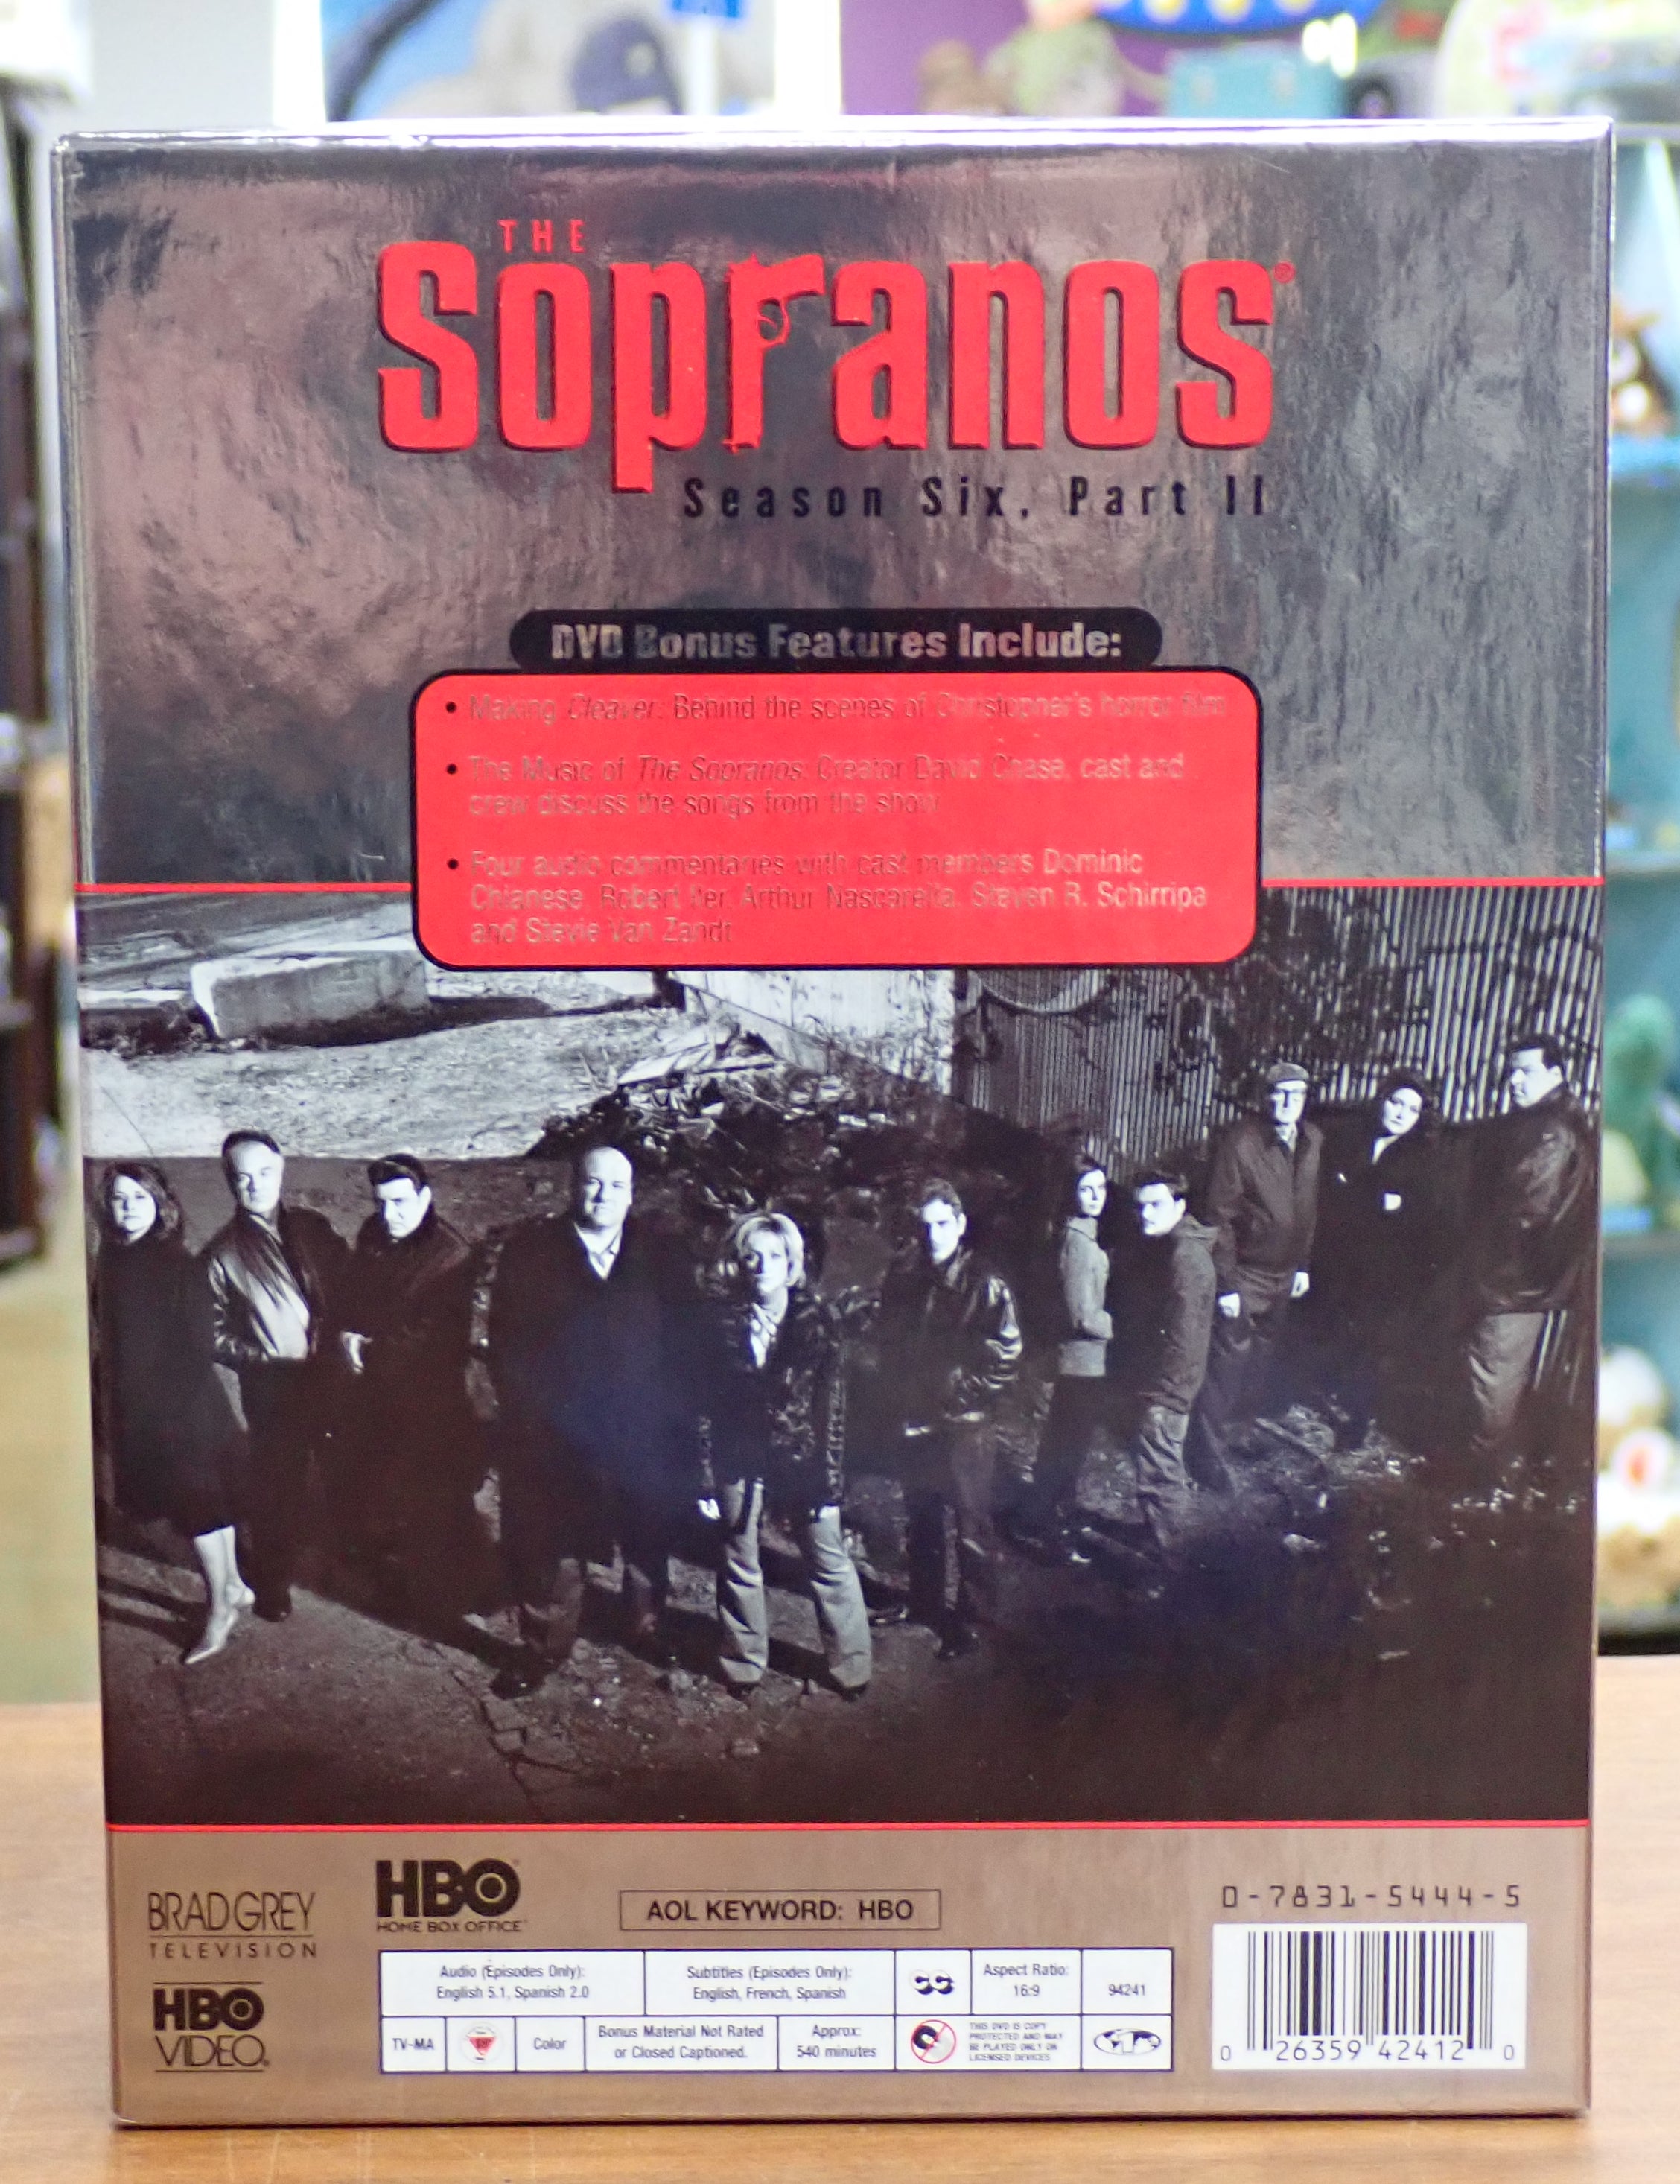 THE
Sopranos®
Season Six, Part II
DVD Bonus Features Include:
• Making Cleaver: Behind the scenes of Christopher's horror film
• The Music of The Sopranos: Creator David Chase, cast and
crew discuss the songs from the show
• Four audio commentaries with cast members Dominic
Chianese, Robert Iler, Arthur Nascarella, Steven R. Schirripa
and Stevie Van Zandt
BRAD GREY
TELEVISION
HBO
HOME BOX OFFICE
AOL KEYWORD: HBO
0-7831-5444-5
HBO
VIDEO®
Audio (Episodes Only):
English 5.1, Spanish 2.0
Subtitles (Episodes Only):
English, French, Spanish
CC
Aspect Ratio:
16:9
94241
TV-MA
Color
Bonus Material Not Rated
or Closed Captioned.
Approx:
540 minutes
THIS DVD IS COPY
PROTECTED AND MAY
BE PLAYED ONLY ON
LICENSED DEVICES
0 26359 42412 0